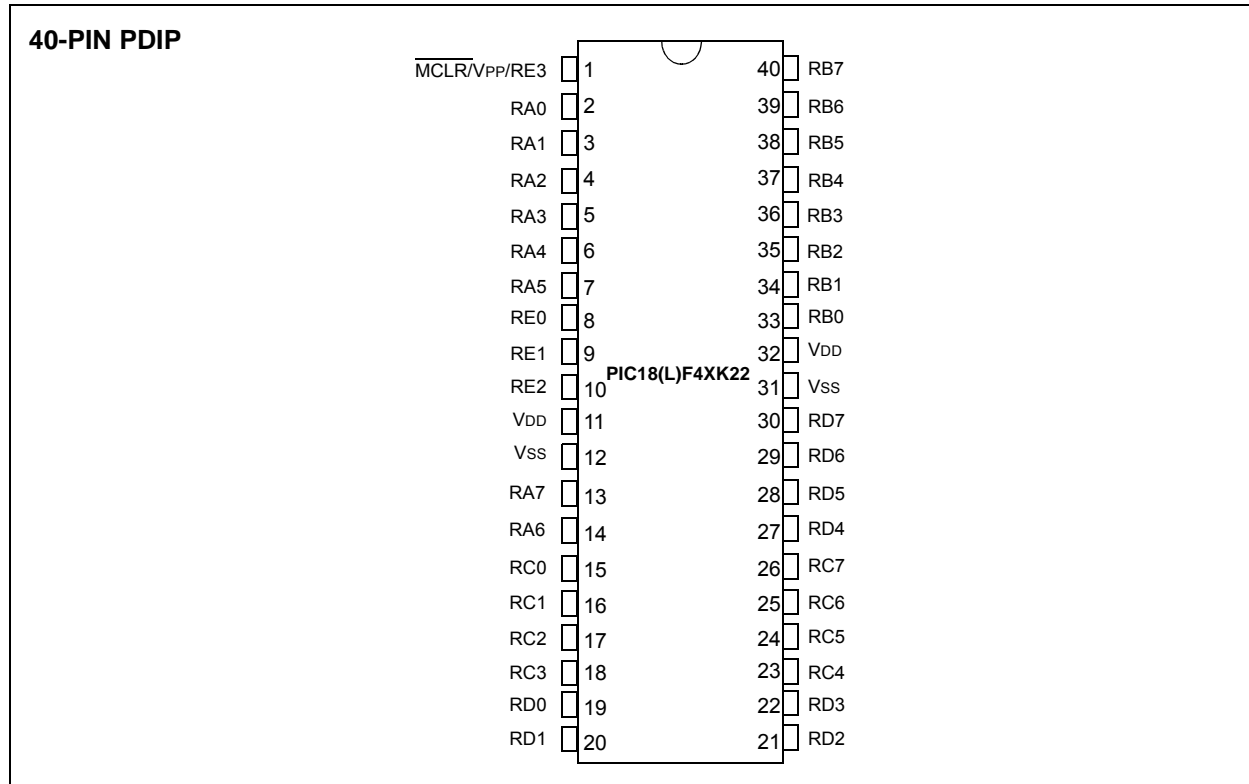 40-PIN PDIP
MCLR/VPP/RE3 1 40 RB7
RA0 2 39 RB6
RA1 3 38 RB5
RA2 4 37 RB4
RA3 5 36 RB3
RA4 6 35 RB2
RA5 7 34 RB1
RE0 8 33 RB0
RE1 9 32 VDD
PIC18(L)F4XK22
RE2 10 31 VSS
VDD 11 30 RD7
VSS 12 29 RD6
RA7 13 28 RD5
RA6 14 27 RD4
RC0 15 26 RC7
RC1 16 25 RC6
RC2 17 24 RC5
RC3 18 23 RC4
RD0 19 22 RD3
RD1 20 21 RD2